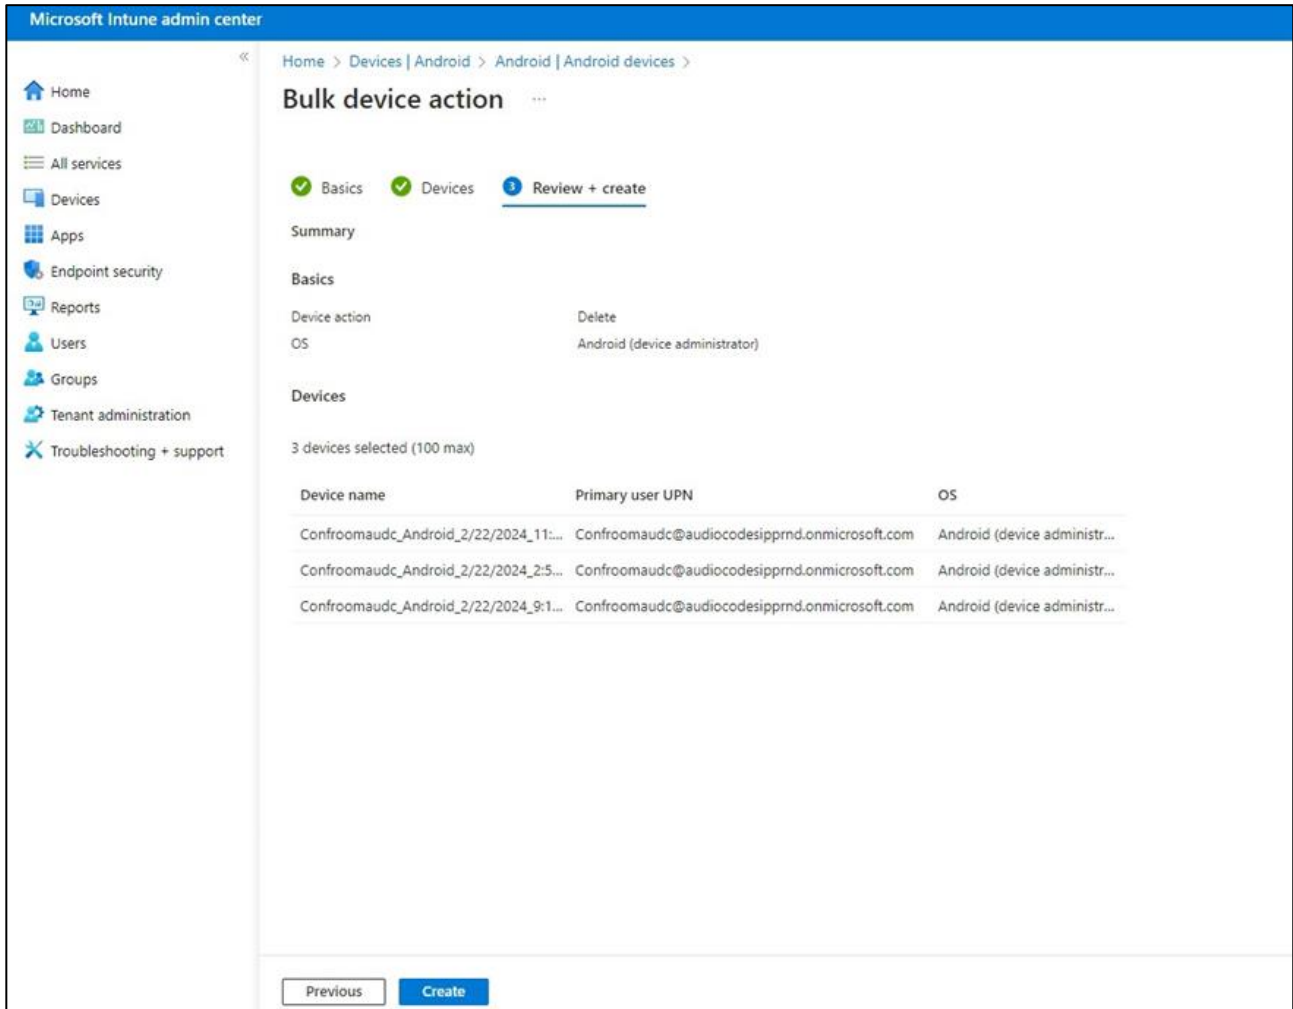 Microsoft Intune admin center
«
Home > Devices | Android > Android | Android devices >
Bulk device action ...
Home
Dashboard
All services
Devices
Apps
Endpoint security
Reports
Users
Groups
Tenant administration
Troubleshooting + support
Basics Devices 3 Review + create
Summary
Basics
Device action Delete
OS Android (device administrator)
Devices
3 devices selected (100 max)
Device name Primary user UPN OS
Confroomaudc_Android_2/22/2024_11:... Confroomaudc@audiocodesipprnd.onmicrosoft.com Android (device administr...
Confroomaudc_Android_2/22/2024_2:5... Confroomaudc@audiocodesipprnd.onmicrosoft.com Android (device administr...
Confroomaudc_Android_2/22/2024_9:1... Confroomaudc@audiocodesipprnd.onmicrosoft.com Android (device administr...
Previous Create